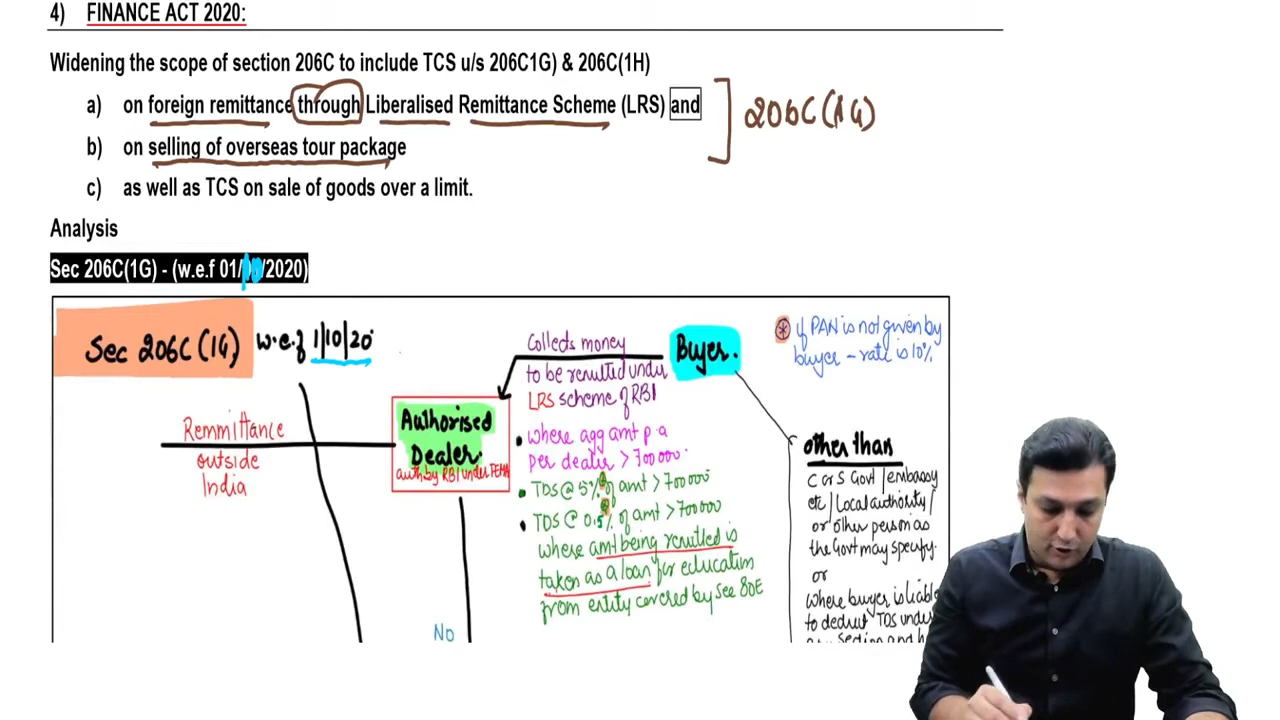 4) FINANCE ACT 2020:
Widening the scope of section 206C to include TCS u/s 206C1G) & 206C(1H)
a) on foreign remittance through Liberalised Remittance Scheme (LRS) and
b) on selling of overseas tour package
206C(1G)
c) as well as TCS on sale of goods over a limit.
Analysis
Sec 206C(1G) - (w.e.f 01/10/2020)
Sec 206C(1G) w.e.f 1/10/20
Remmittance
outside
India
Authorised
Dealer.
auth by RBI under FEMA
No
Collects money
to be remitted under
LRS scheme of RBI
• where agg amt p.a
per dealer > 700000.
• TDS @ 5% of amt > 700000
• TDS @ 0.5% of amt > 700000
where amt being remitted is
taken as a loan for education
from entity covered by Sec 80E
Buyer.
* if PAN is not given by
buyer - rate is 10%
other than
C or S Govt / embassy
etc / Local authority /
or other person as
the Govt may specify.
or
where buyer is liable
to deduct TDS under